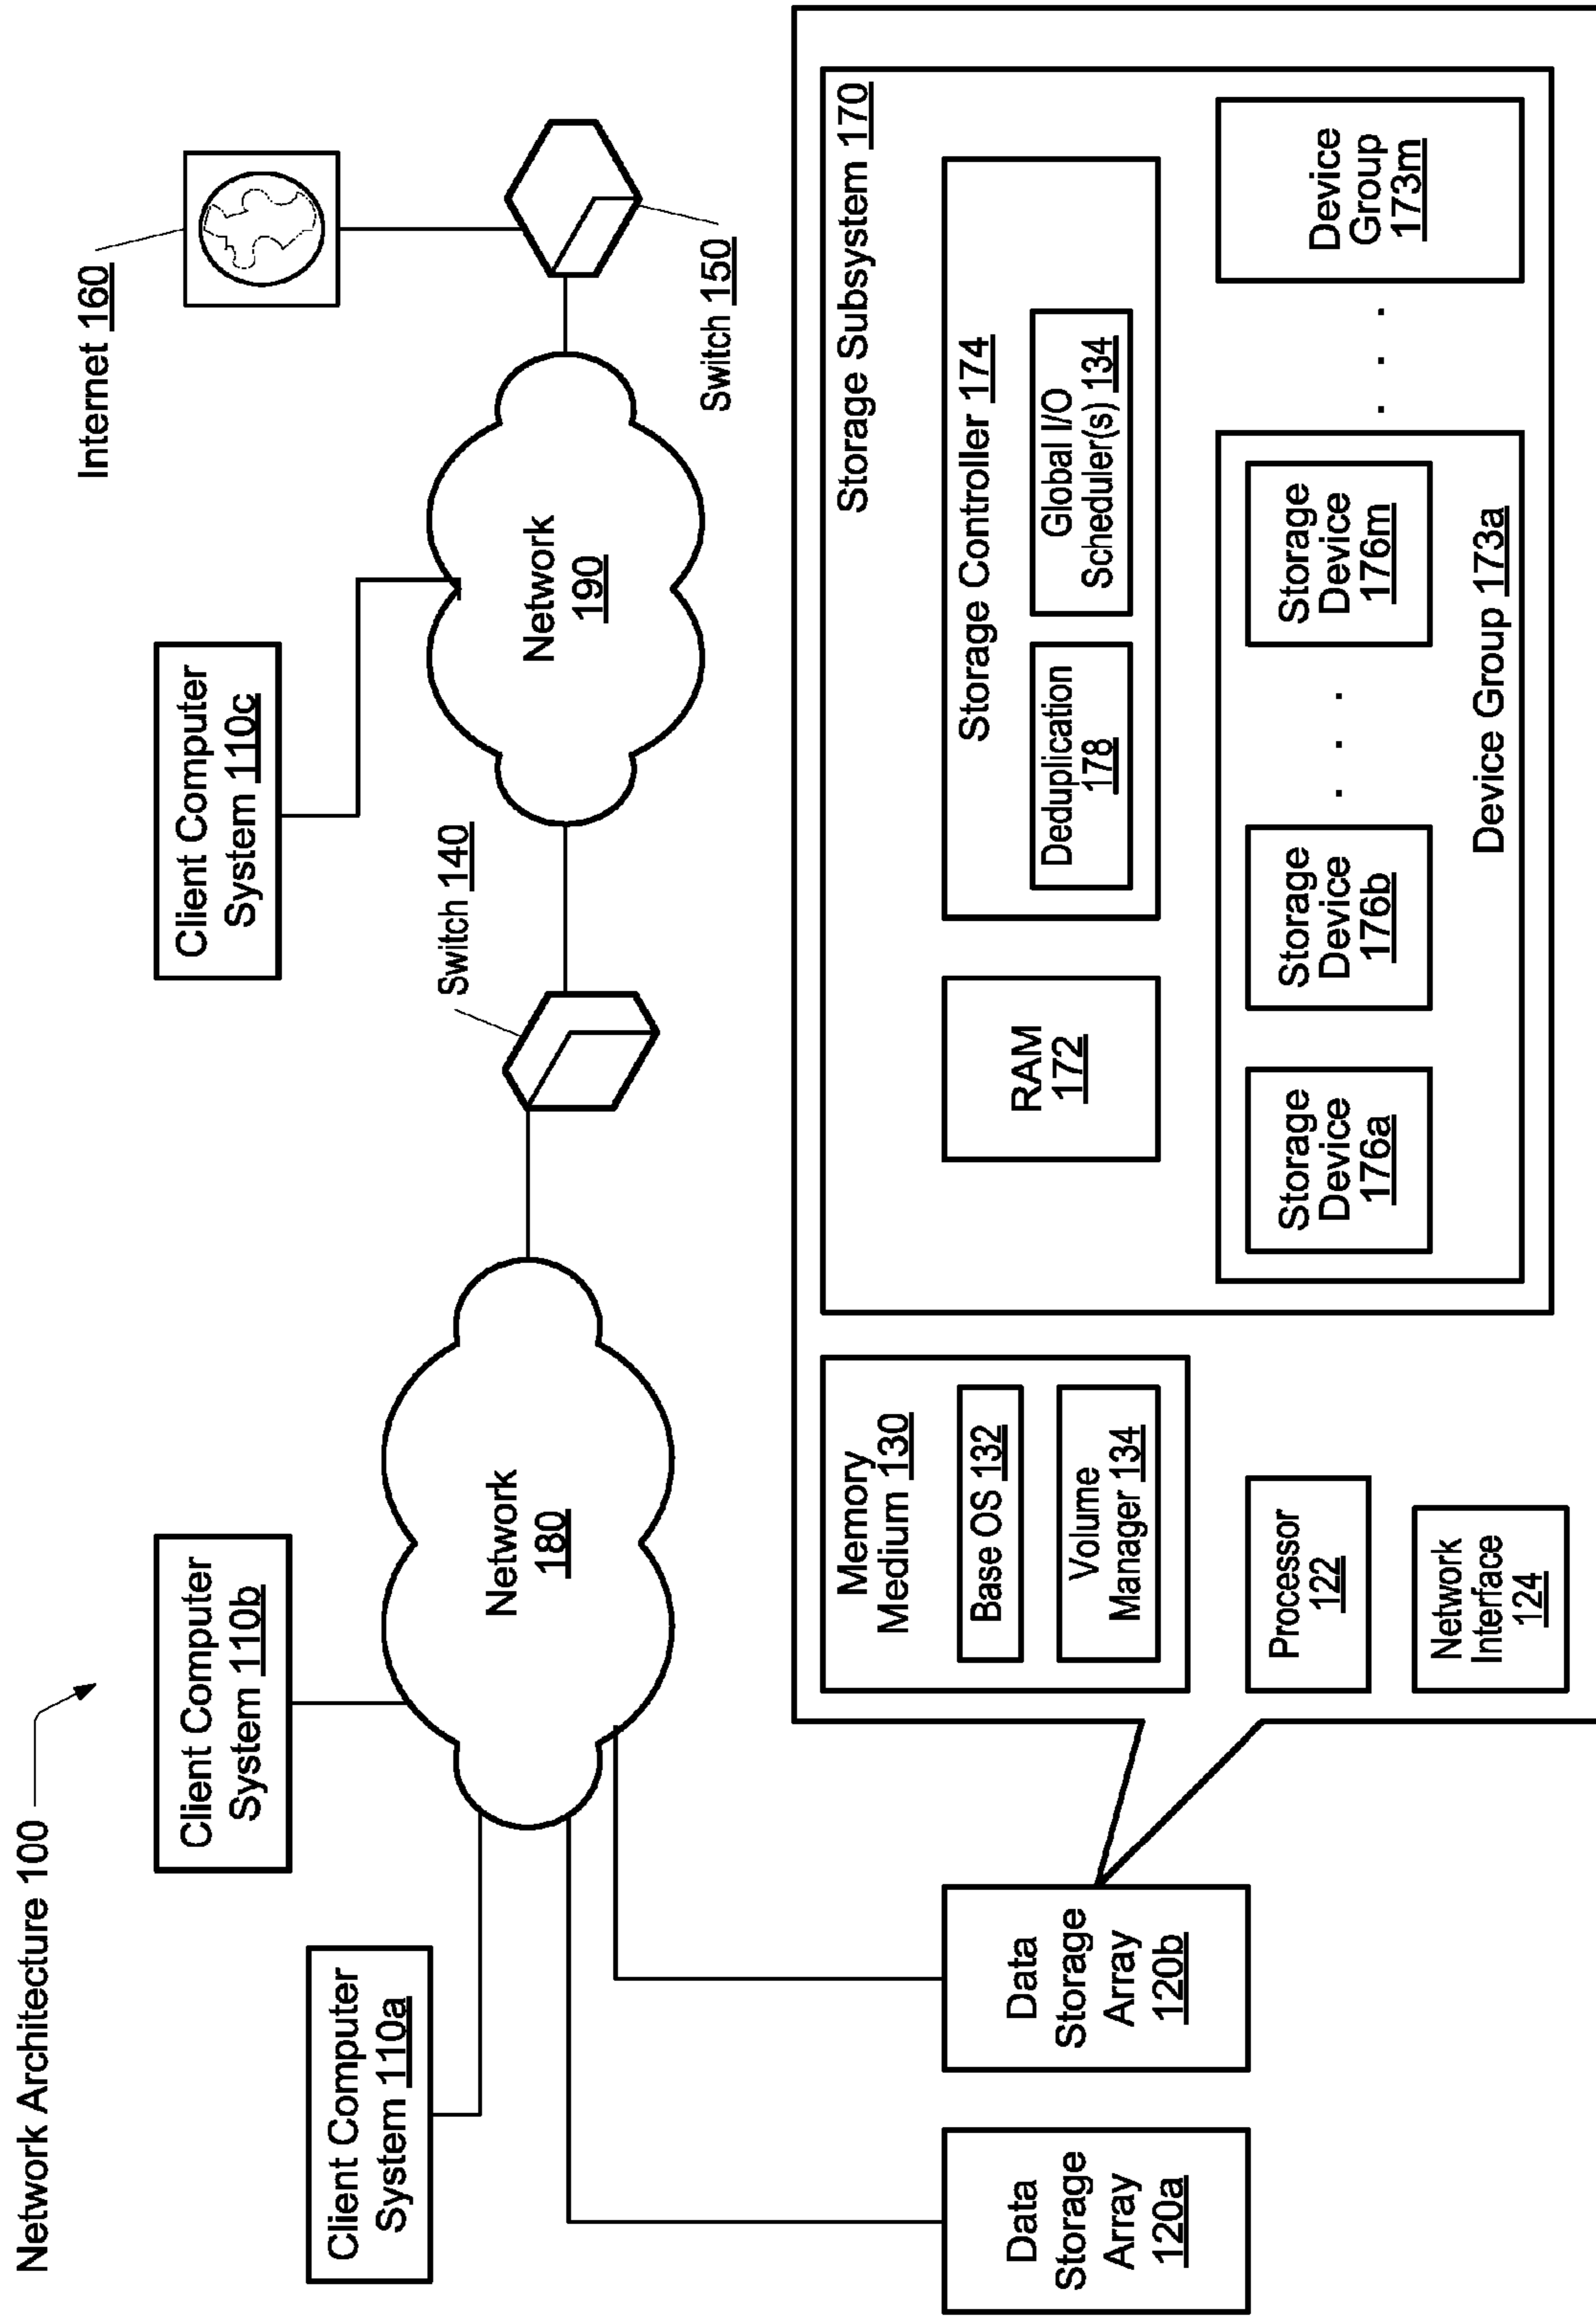 Network Architecture 100
Client Computer
System 110a
Client Computer
System 110b
Client Computer
System 110c
Internet 160
Network
180
Switch 140
Network
190
Switch 150
Data
Storage
Array
120a
Data
Storage
Array
120b
Memory
Medium 130
Base OS 132
Volume
Manager 134
Processor
122
Network
Interface
124
Storage Subsystem 170
RAM
172
Storage Controller 174
Deduplication
178
Global I/O
Scheduler(s) 134
Storage
Device
176a
Storage
Device
176b
. . .
Storage
Device
176m
Device Group 173a
. . .
Device
Group
173m